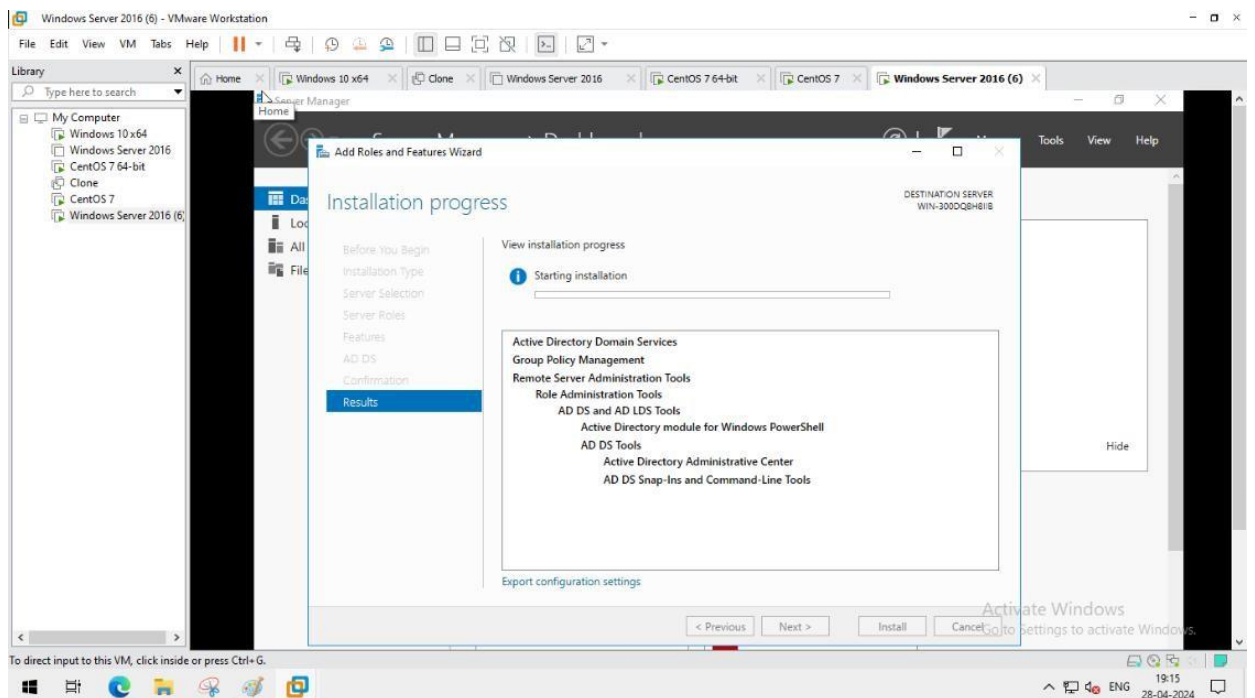 Windows Server 2016 (6) - VMware Workstation
File Edit View VM Tabs Help
Library
Type here to search
My Computer
Windows 10 x64
Windows Server 2016
CentOS 7 64-bit
Clone
CentOS 7
Windows Server 2016 (6)
Home Windows 10 x64 Clone Windows Server 2016 CentOS 7 64-bit CentOS 7 Windows Server 2016 (6)
Server Manager
Home
Tools View Help
Add Roles and Features Wizard
Installation progress
DESTINATION SERVER
Das
Loc
All
File
Before You Begin
Installation Type
Server Selection
Server Roles
Features
AD DS
Confirmation
Results
View installation progress
Starting installation
Active Directory Domain Services
Group Policy Management
Remote Server Administration Tools
Role Administration Tools
AD DS and AD LDS Tools
Active Directory module for Windows PowerShell
AD DS Tools
Active Directory Administrative Center
AD DS Snap-Ins and Command-Line Tools
Hide
Export configuration settings
< Previous Next > Install Cancel
Activate Windows
Go to Settings to activate Windows.
To direct input to this VM, click inside or press Ctrl+G.
ENG
19:15
28-04-2024